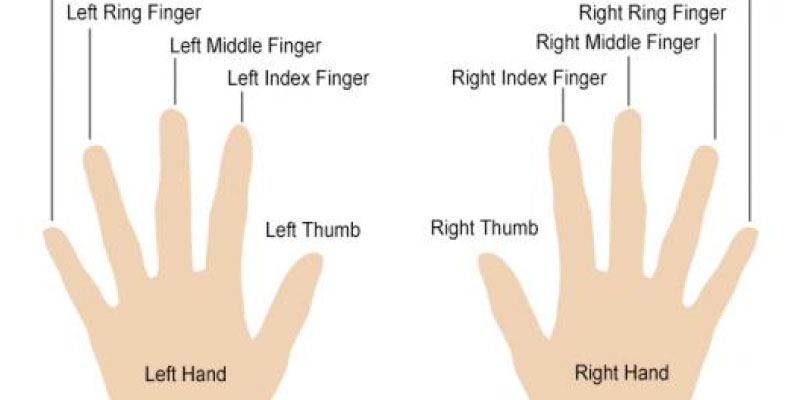 Left Ring Finger
Left Middle Finger
Left Index Finger
Left Thumb
Left Hand
Right Ring Finger
Right Middle Finger
Right Index Finger
Right Thumb
Right Hand